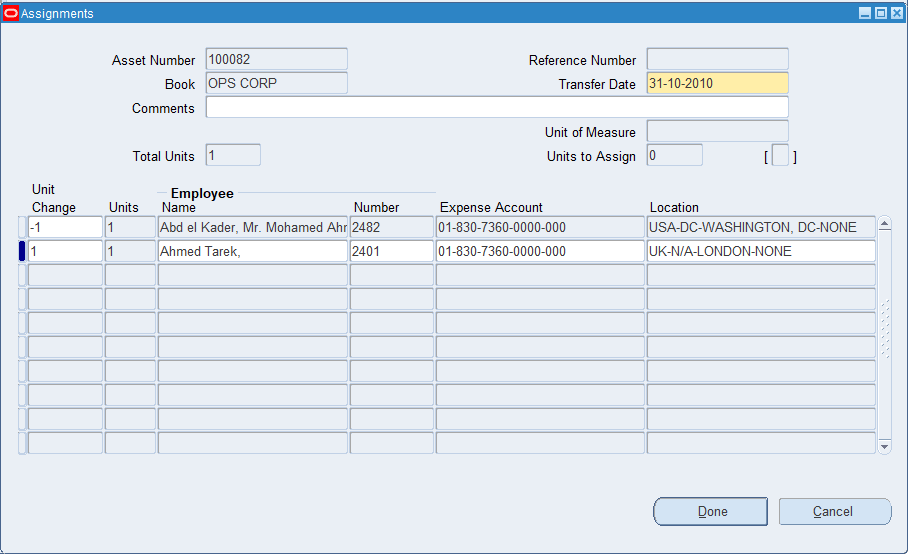 Assignments
Asset Number 100082 Reference Number
Book OPS CORP Transfer Date 31-10-2010
Comments
Unit of Measure
Total Units 1 Units to Assign 0 [ ]
Unit Change Units Employee Name Number Expense Account Location
-1 1 Abd el Kader, Mr. Mohamed Ahr 2482 01-830-7360-0000-000 USA-DC-WASHINGTON, DC-NONE
1 1 Ahmed Tarek, 2401 01-830-7360-0000-000 UK-N/A-LONDON-NONE
Done Cancel